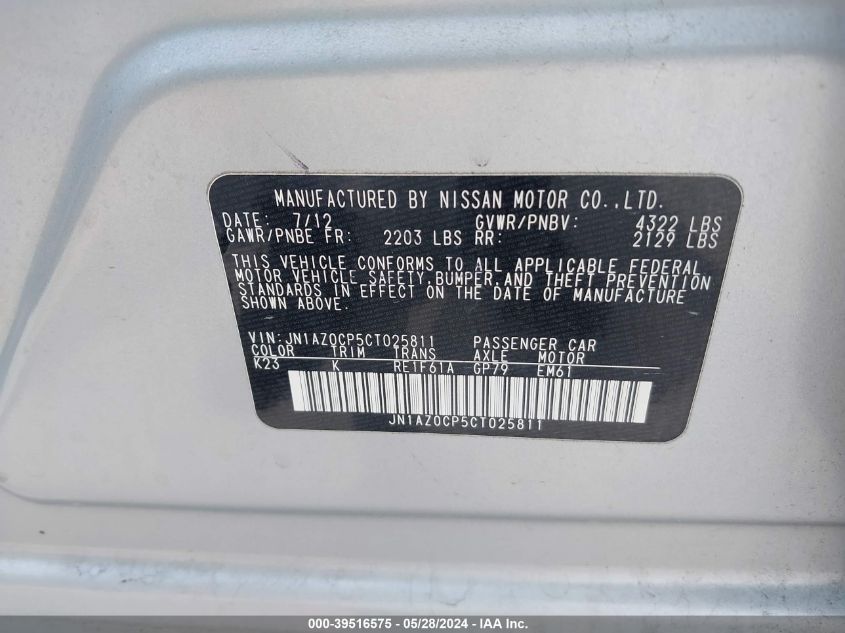 MANUFACTURED BY NISSAN MOTOR CO.,LTD.
DATE: 7/12 GVWR/PNBV: 4322 LBS
GAWR/PNBE FR: 2203 LBS RR: 2129 LBS
THIS VEHICLE CONFORMS TO ALL APPLICABLE FEDERAL
MOTOR VEHICLE SAFETY,BUMPER,AND THEFT PREVENTION
STANDARDS IN EFFECT ON THE DATE OF MANUFACTURE
SHOWN ABOVE.
VIN:JN1AZ0CP5CT025811 PASSENGER CAR
COLOR TRIM TRANS AXLE MOTOR
K23 K RE1F61A GP79 EM61
JN1AZ0CP5CT025811
000-39516575 - 05/28/2024 - IAA Inc.